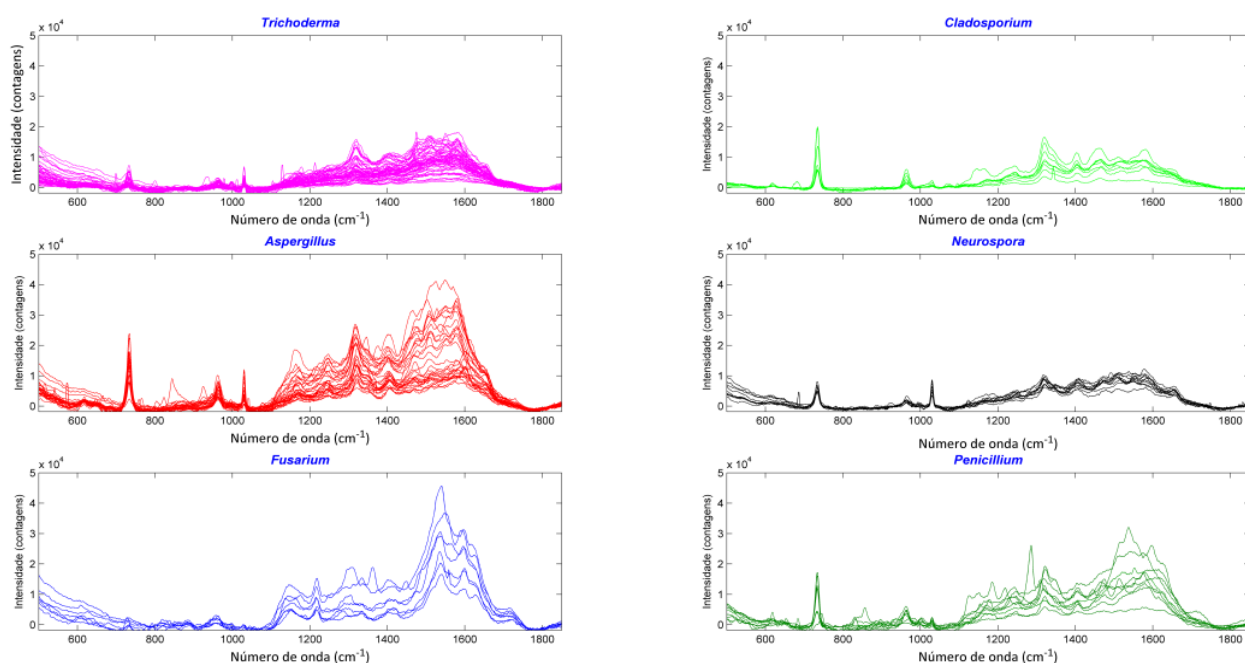 Trichoderma
x 10⁴
5
4
3
2
1
0
Intensidade (contagens)
600 800 1000 1200 1400 1600 1800
Número de onda (cm⁻¹)
Cladosporium
x 10⁴
5
4
3
2
1
0
Intensidade (contagens)
600 800 1000 1200 1400 1600 1800
Número de onda (cm⁻¹)
Aspergillus
x 10⁴
5
4
3
2
1
0
Intensidade (contagens)
600 800 1000 1200 1400 1600 1800
Número de onda (cm⁻¹)
Neurospora
x 10⁴
5
4
3
2
1
0
Intensidade (contagens)
600 800 1000 1200 1400 1600 1800
Número de onda (cm⁻¹)
Fusarium
x 10⁴
5
4
3
2
1
0
Intensidade (contagens)
600 800 1000 1200 1400 1600 1800
Número de onda (cm⁻¹)
Penicillium
x 10⁴
5
4
3
2
1
0
Intensidade (contagens)
600 800 1000 1200 1400 1600 1800
Número de onda (cm⁻¹)